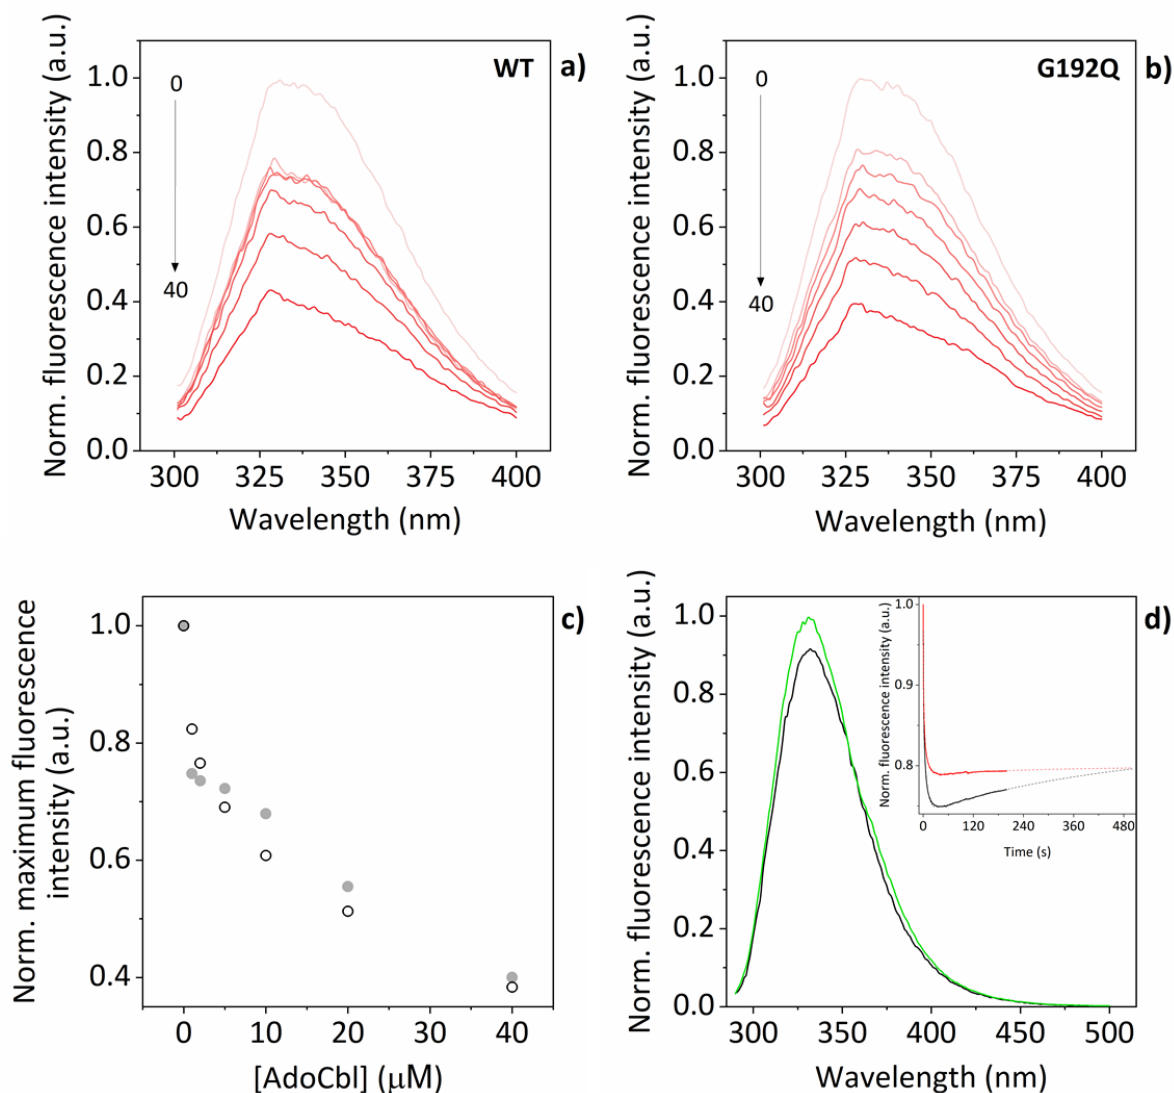 WT
a)
0
40
1.0
0.8
0.6
0.4
0.2
0.0
300 325 350 375 400
Norm. fluorescence intensity (a.u.)
Wavelength (nm)
G192Q
b)
0
40
1.0
0.8
0.6
0.4
0.2
0.0
300 325 350 375 400
Norm. fluorescence intensity (a.u.)
Wavelength (nm)
c)
1.0
0.8
0.6
0.4
0 10 20 30 40
Norm. maximum fluorescence
intensity (a.u.)
[AdoCbl] (μM)
d)
1.0
0.8
0.6
0.4
0.2
0.0
300 350 400 450 500
Norm. fluorescence intensity (a.u.)
Wavelength (nm)
1.0
0.9
0.8
0 120 240 360 480
Norm. fluorescence intensity (a.u.)
Time (s)